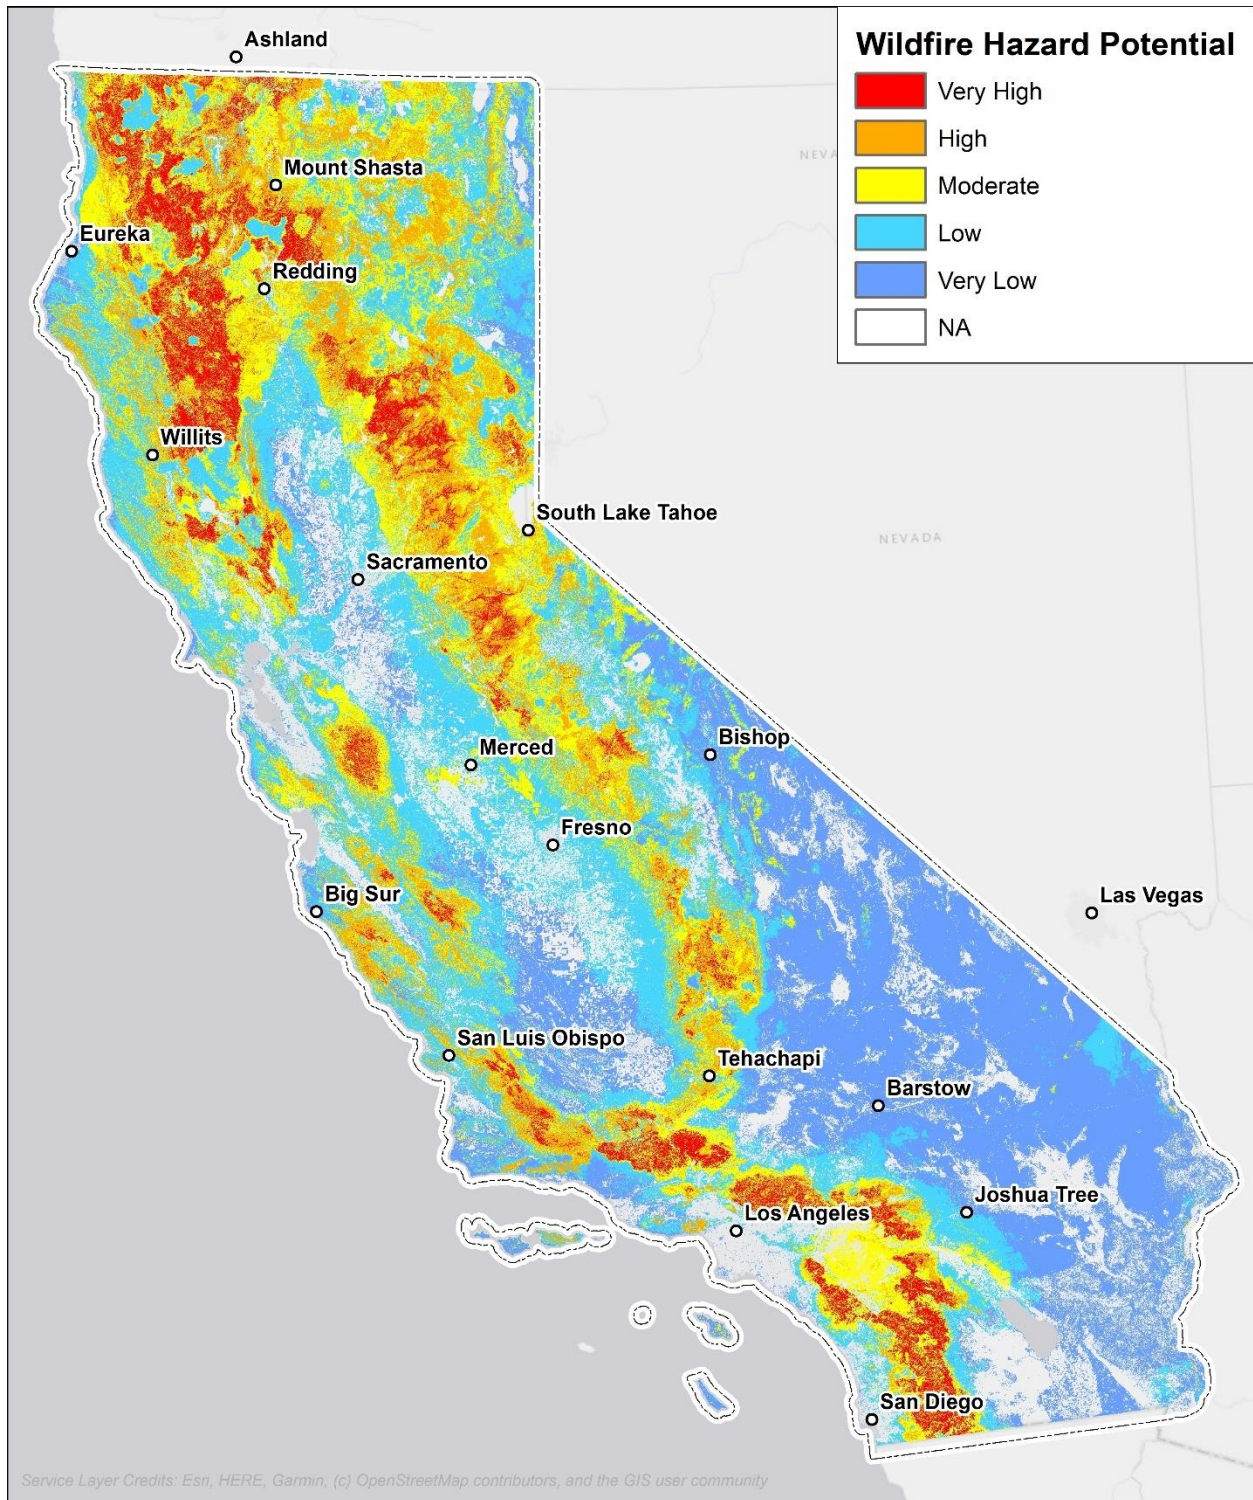 Ashland
Wildfire Hazard Potential
Very High
High
Moderate
Low
Very Low
NA
NEVA
Mount Shasta
Eureka
Redding
Willits
South Lake Tahoe
NEVADA
Sacramento
Bishop
Merced
Fresno
Big Sur
Las Vegas
San Luis Obispo
Tehachapi
Barstow
Joshua Tree
Los Angeles
San Diego
Service Layer Credits: Esri, HERE, Garmin, (c) OpenStreetMap contributors, and the GIS user community